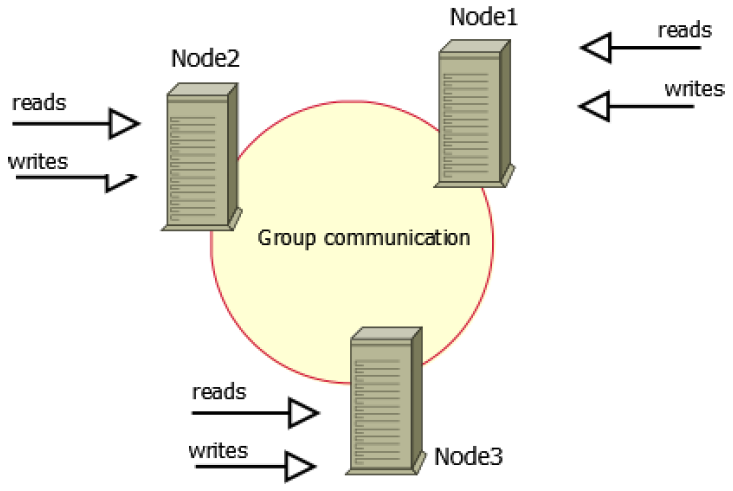 Node1
reads
writes
Node2
reads
writes
Group communication
reads
writes
Node3